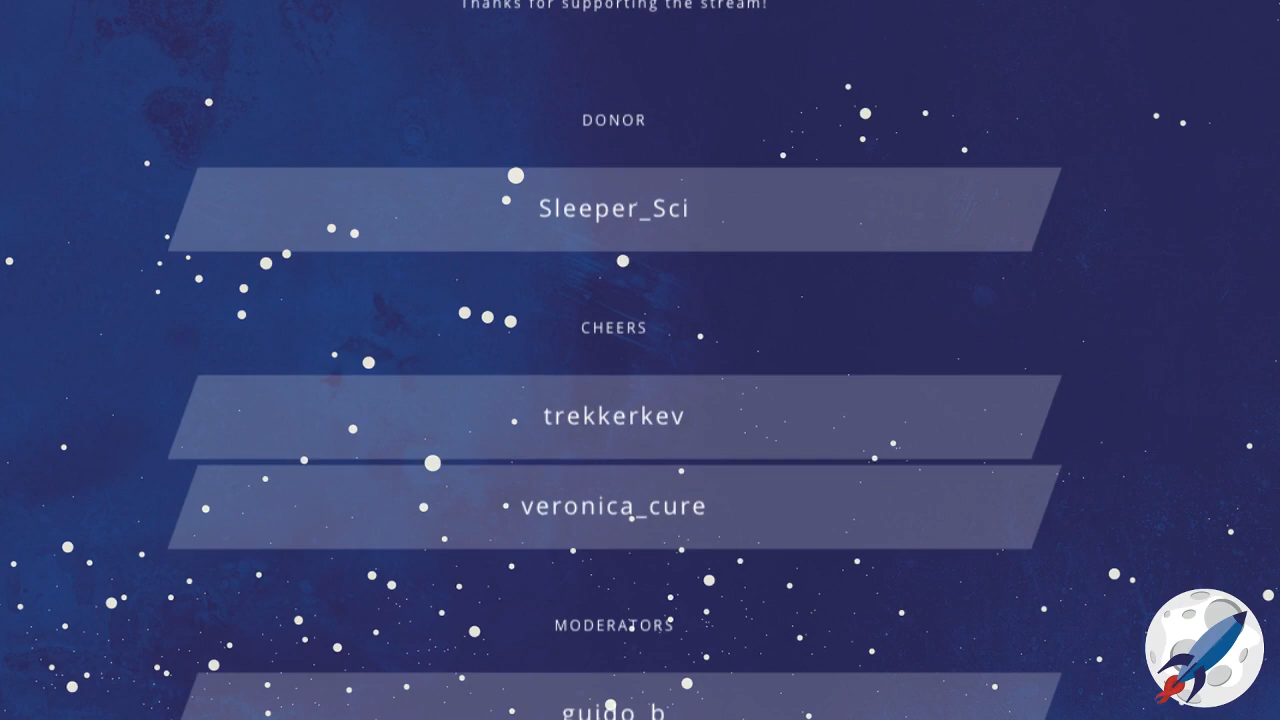 Thanks for supporting the stream!
DONOR
Sleeper_Sci
CHEERS
trekkerkev
veronica_cure
MODERATORS
guido_b